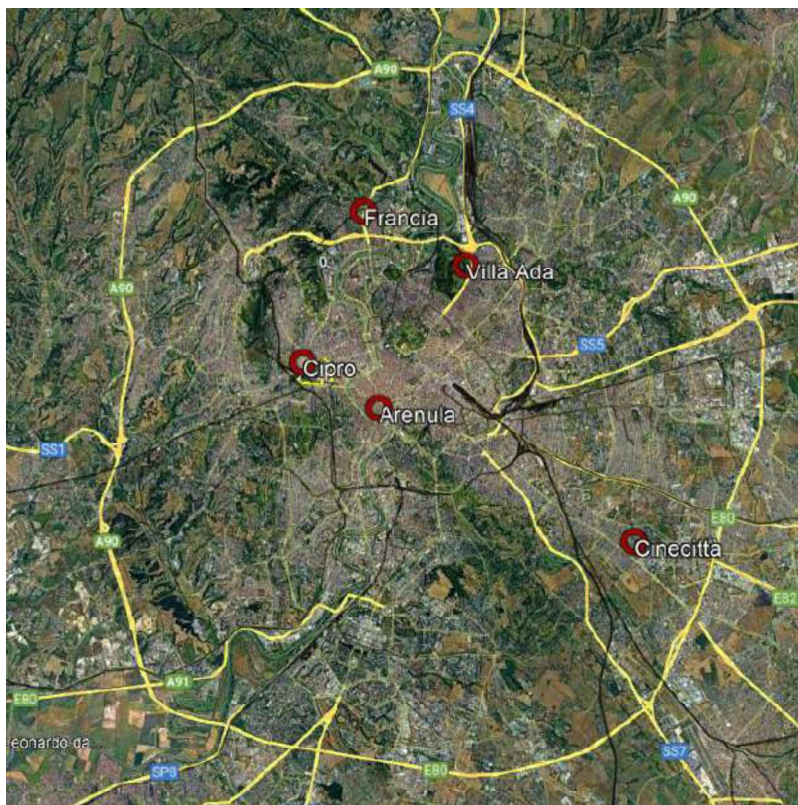 A90
SS4
A90
Francia
Villa Ada
A90
SS5
Cipro
Arenula
SS1
E80
A90
Cinecittà
E82
A91
E80
eonardo da...
SS7
SP8
E80